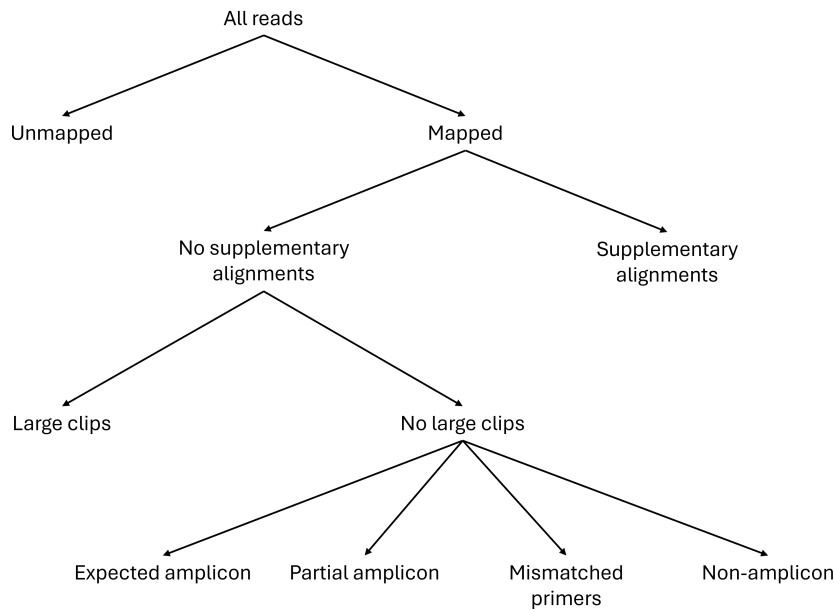 All reads
Unmapped
Mapped
No supplementary
alignments
Supplementary
alignments
Large clips
No large clips
Expected amplicon
Partial amplicon
Mismatched
primers
Non-amplicon